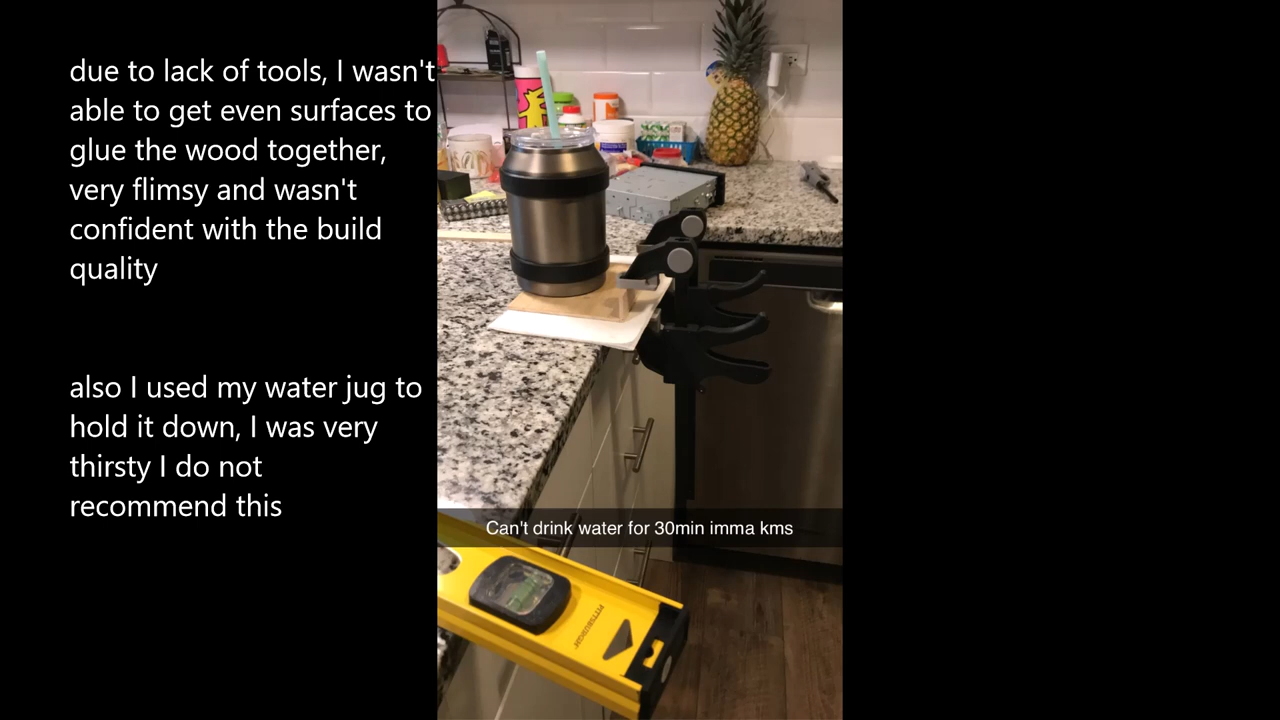 due to lack of tools, I wasn't
able to get even surfaces to
glue the wood together,
very flimsy and wasn't
confident with the build
quality
also I used my water jug to
hold it down, I was very
thirsty I do not
recommend this
Can't drink water for 30min imma kms
PITTSBURGH